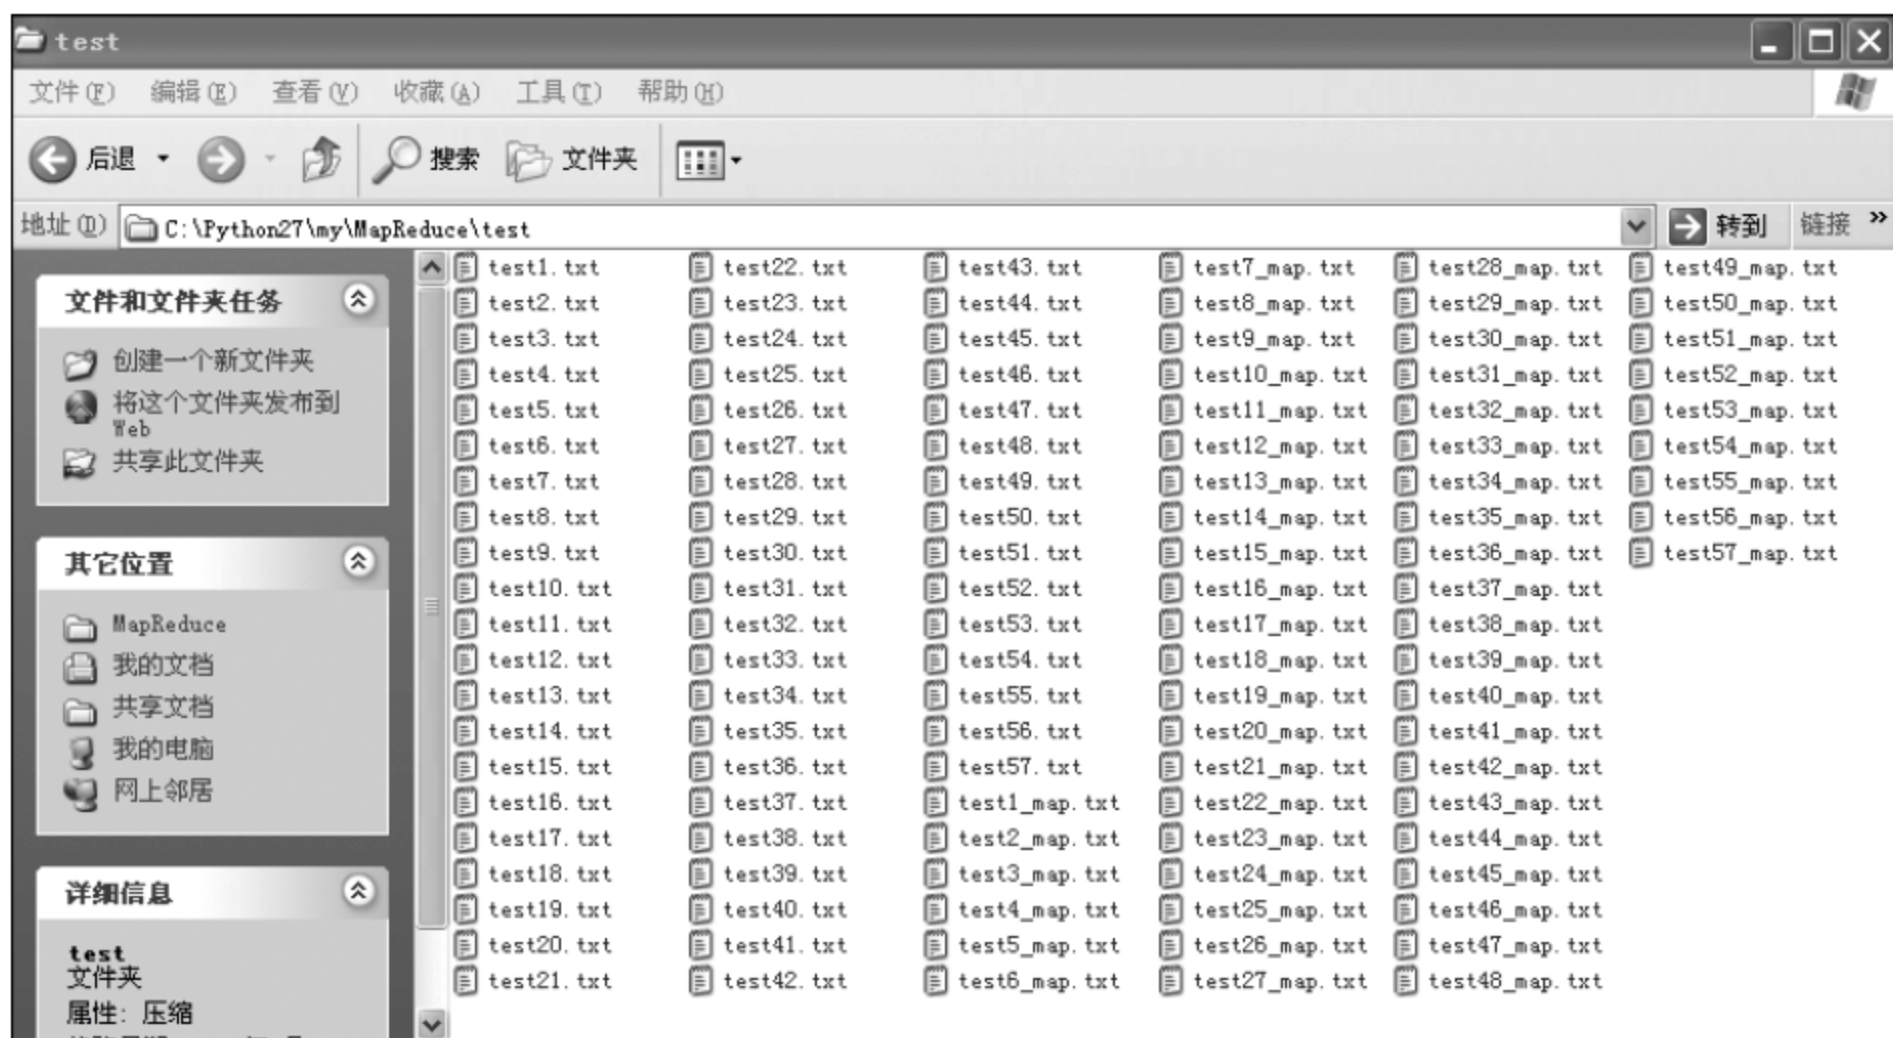 test
文件(F) 编辑(E) 查看(V) 收藏(A) 工具(T) 帮助(H)
后退 搜索 文件夹
地址(D) C:\Python27\my\MapReduce\test 转到 链接 »
文件和文件夹任务
创建一个新文件夹
将这个文件夹发布到
Web
共享此文件夹
其它位置
MapReduce
我的文档
共享文档
我的电脑
网上邻居
详细信息
test
文件夹
属性: 压缩
test1.txt test22.txt test43.txt test7_map.txt test28_map.txt test49_map.txt
test2.txt test23.txt test44.txt test8_map.txt test29_map.txt test50_map.txt
test3.txt test24.txt test45.txt test9_map.txt test30_map.txt test51_map.txt
test4.txt test25.txt test46.txt test10_map.txt test31_map.txt test52_map.txt
test5.txt test26.txt test47.txt test11_map.txt test32_map.txt test53_map.txt
test6.txt test27.txt test48.txt test12_map.txt test33_map.txt test54_map.txt
test7.txt test28.txt test49.txt test13_map.txt test34_map.txt test55_map.txt
test8.txt test29.txt test50.txt test14_map.txt test35_map.txt test56_map.txt
test9.txt test30.txt test51.txt test15_map.txt test36_map.txt test57_map.txt
test10.txt test31.txt test52.txt test16_map.txt test37_map.txt
test11.txt test32.txt test53.txt test17_map.txt test38_map.txt
test12.txt test33.txt test54.txt test18_map.txt test39_map.txt
test13.txt test34.txt test55.txt test19_map.txt test40_map.txt
test14.txt test35.txt test56.txt test20_map.txt test41_map.txt
test15.txt test36.txt test57.txt test21_map.txt test42_map.txt
test16.txt test37.txt test1_map.txt test22_map.txt test43_map.txt
test17.txt test38.txt test2_map.txt test23_map.txt test44_map.txt
test18.txt test39.txt test3_map.txt test24_map.txt test45_map.txt
test19.txt test40.txt test4_map.txt test25_map.txt test46_map.txt
test20.txt test41.txt test5_map.txt test26_map.txt test47_map.txt
test21.txt test42.txt test6_map.txt test27_map.txt test48_map.txt